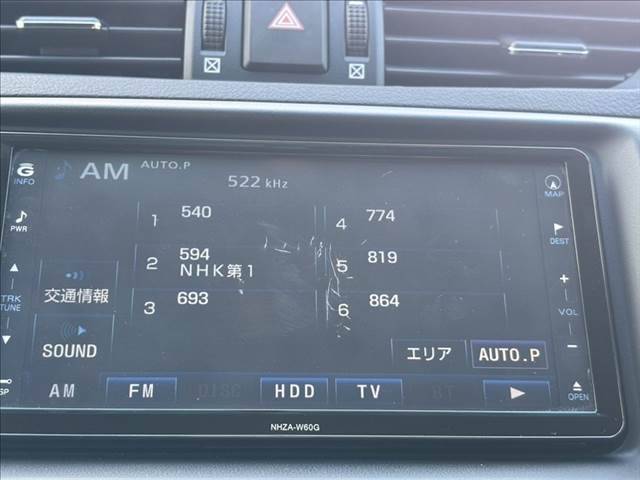 G
INFO
AM AUTO.P
522 kHz
MAP
PWR
1 540
4 774
DEST
2 594
NHK第1
5 819
TRK
TUNE
交通情報
3 693
6 864
VOL
SOUND
エリア AUTO.P
AM FM DISC HDD TV BT
OPEN
NHZA-W60G